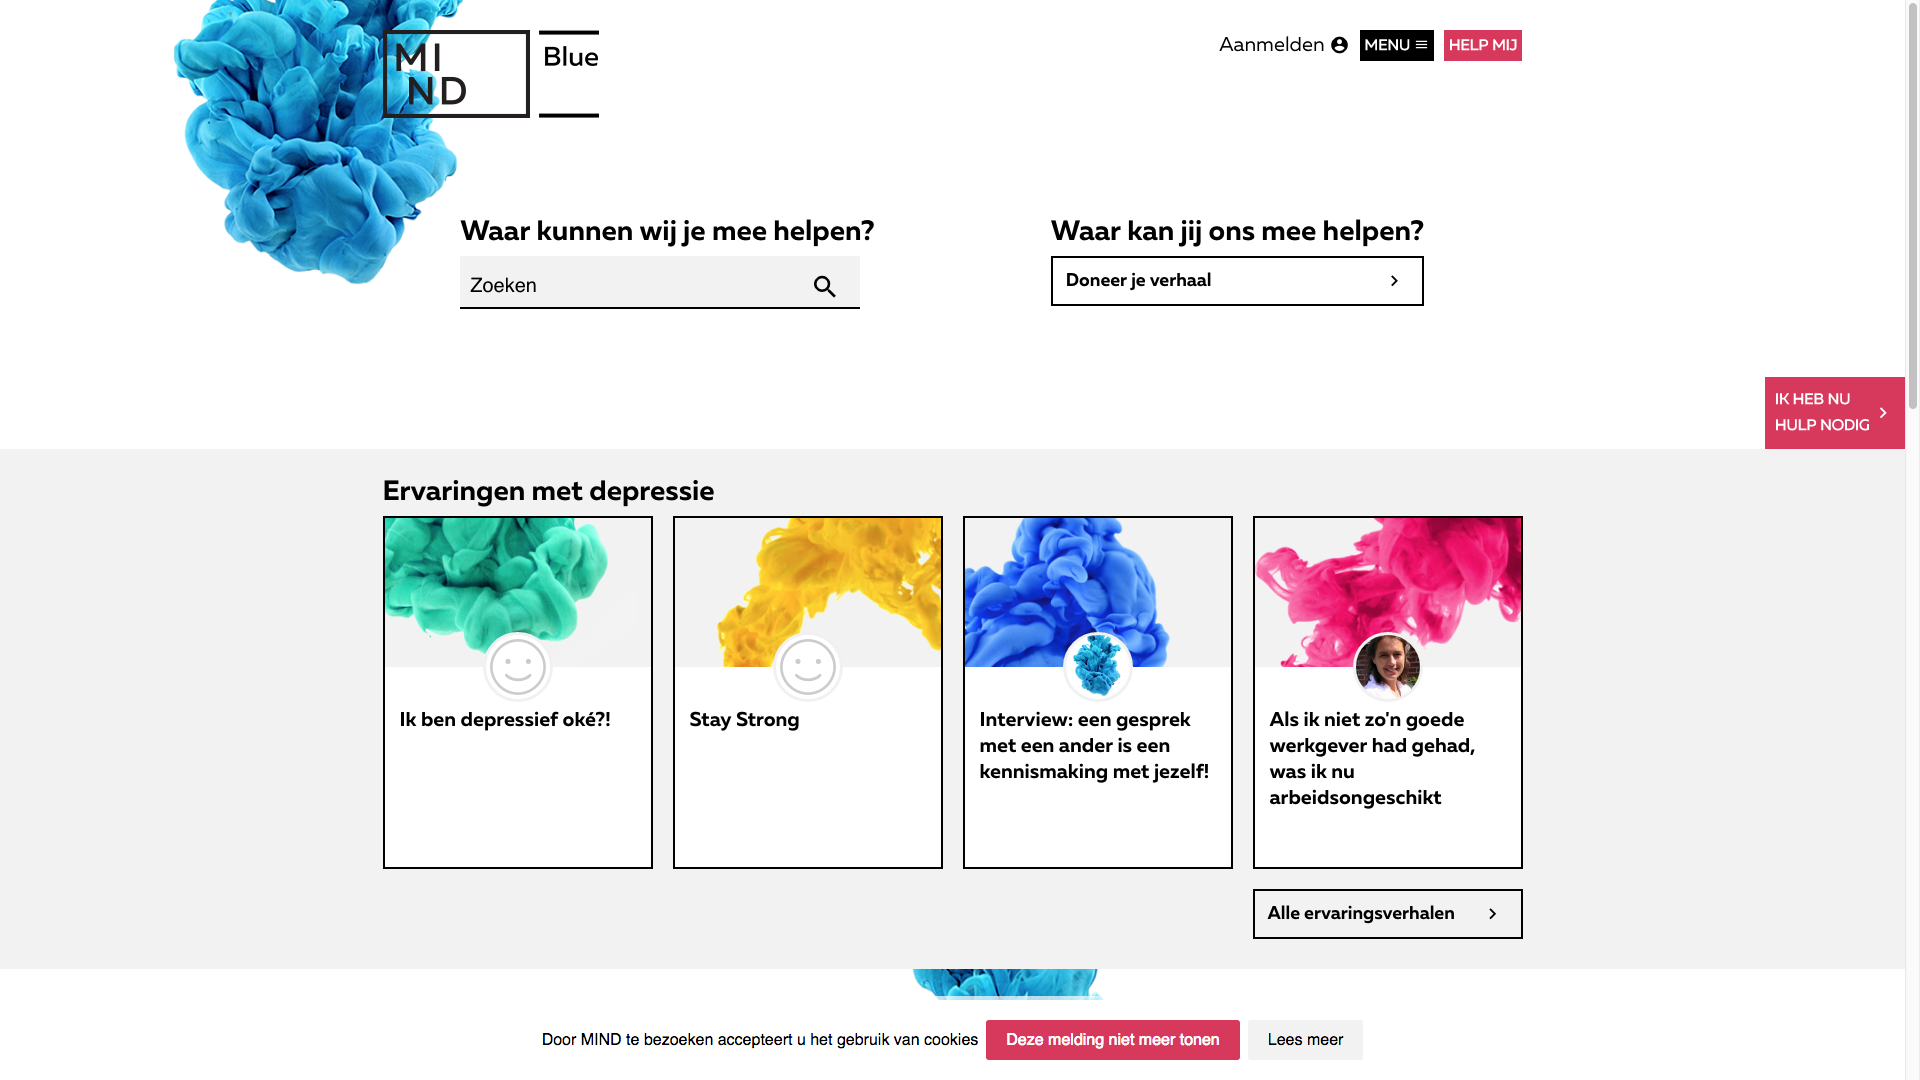 MI
ND
Blue
Aanmelden
MENU
HELP MIJ
Waar kunnen wij je mee helpen?
Zoeken
Waar kan jij ons mee helpen?
Doneer je verhaal
IK HEB NU
HULP NODIG
Ervaringen met depressie
Ik ben depressief oké?!
Stay Strong
Interview: een gesprek
met een ander is een
kennismaking met jezelf!
Als ik niet zo'n goede
werkgever had gehad,
was ik nu
arbeidsongeschikt
Alle ervaringsverhalen
Door MIND te bezoeken accepteert u het gebruik van cookies
Deze melding niet meer tonen
Lees meer